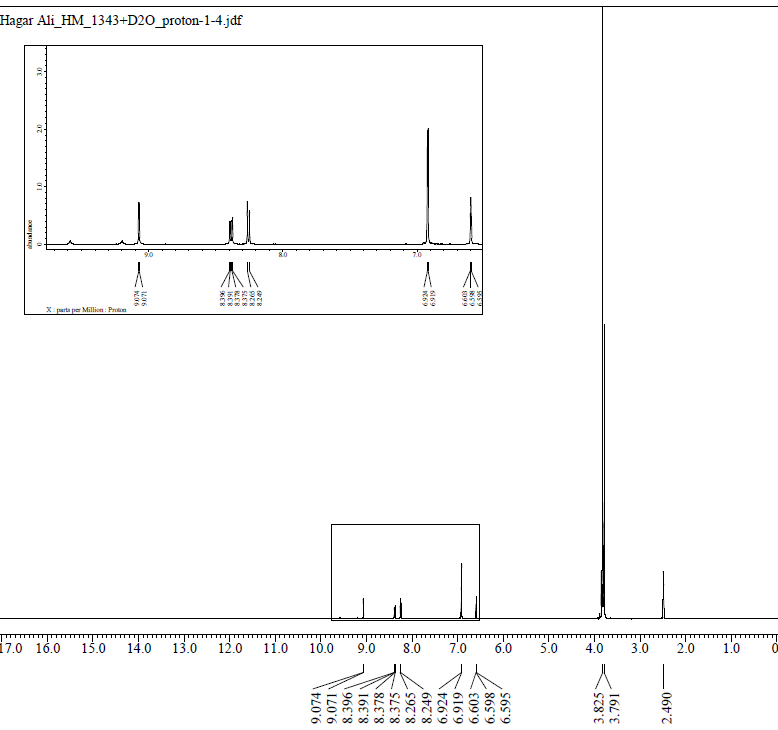 Hagar Ali_HM_1343+D2O_proton-1-4.jdf
3.0
2.0
1.0
0
abundance
9.0 8.0 7.0
9.074 9.071 8.396 8.391 8.378 8.375 8.265 8.249 6.924 6.919 6.603 6.598 6.595
X : parts per Million : Proton
17.0 16.0 15.0 14.0 13.0 12.0 11.0 10.0 9.0 8.0 7.0 6.0 5.0 4.0 3.0 2.0 1.0 0
9.074 9.071 8.396 8.391 8.378 8.375 8.265 8.249 6.924 6.919 6.603 6.598 6.595 3.825 3.791 2.490